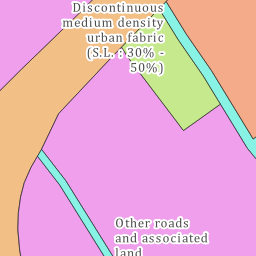 Discontinuous
medium density
urban fabric
(S.L. : 30% -
50%)
Other roads
and associated
land